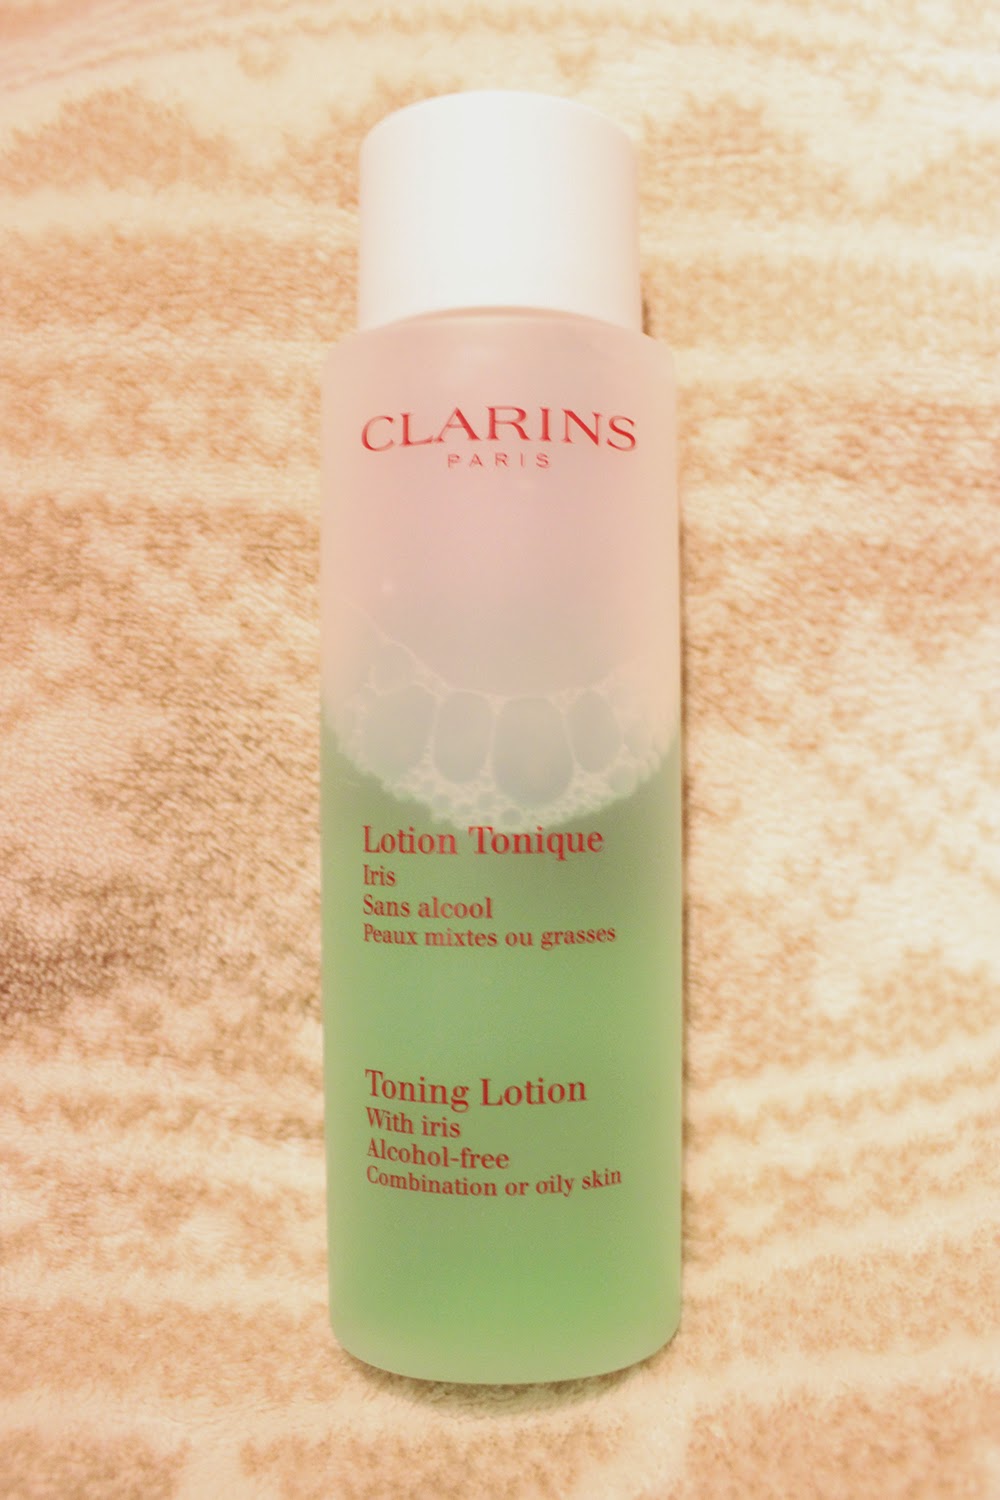 CLARINS
PARIS
Lotion Tonique
Iris
Sans alcool
Peaux mixtes ou grasses
Toning Lotion
With iris
Alcohol-free
Combination or oily skin